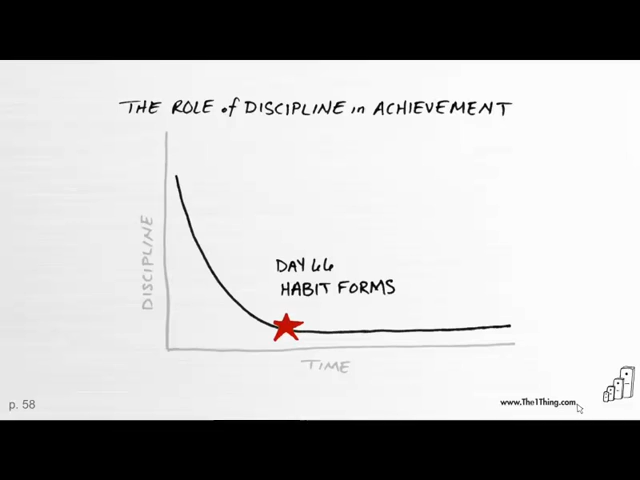 THE ROLE of DISCIPLINE in ACHIEVEMENT
DISCIPLINE
DAY 66
HABIT FORMS
TIME
p. 58
www.The1Thing.com